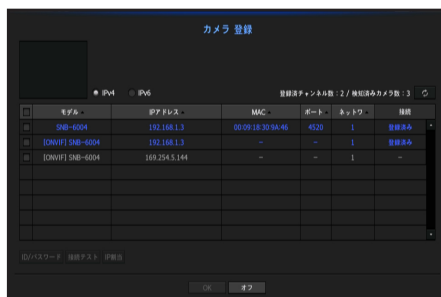 カメラ 登録
IPv4 IPv6 登録済チャンネル数 : 2 / 検知済みカメラ数 : 3
モデル IPアドレス MAC ポート ネットワ 接続
SNB-6004 192.168.1.3 00:09:18:30:9A:46 4520 1 登録済み
[ONVIF] SNB-6004 192.168.1.3 - - 1 登録済み
[ONVIF] SNB-6004 169.254.5.144 - - 1 -
ID/パスワード 接続テスト IP割当
OK オフ